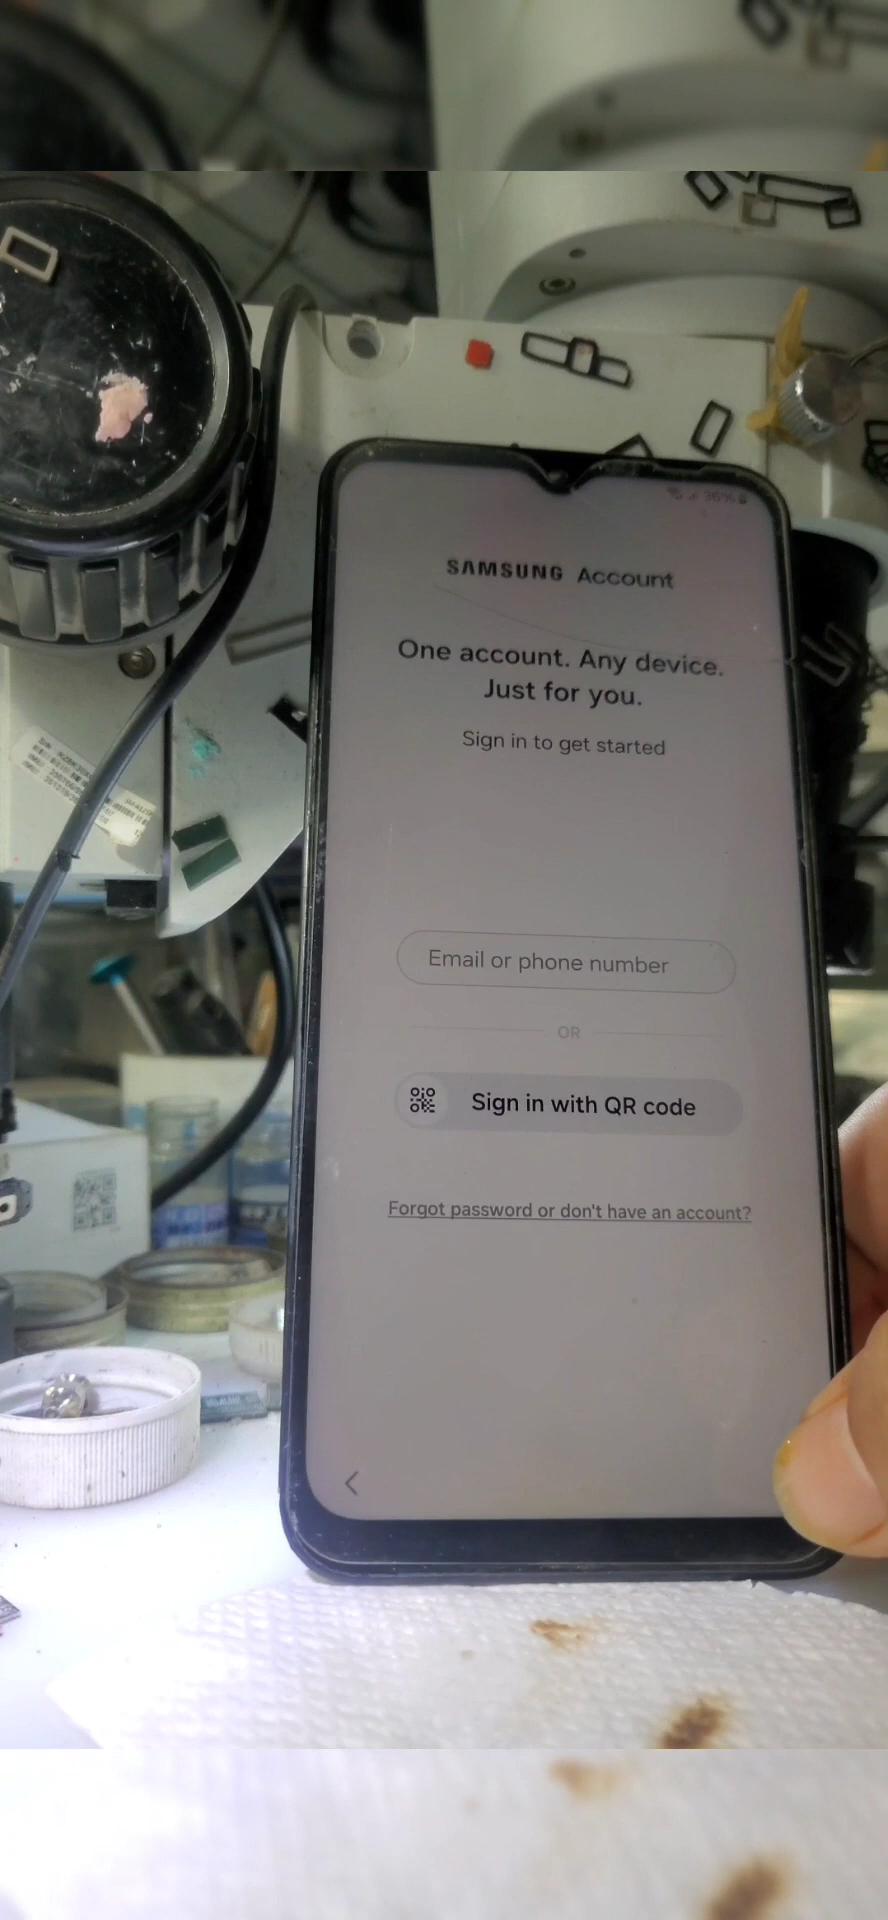 36%
SAMSUNG Account
One account. Any device.
Just for you.
Sign in to get started
Email or phone number
OR
Sign in with QR code
Forgot password or don't have an account?